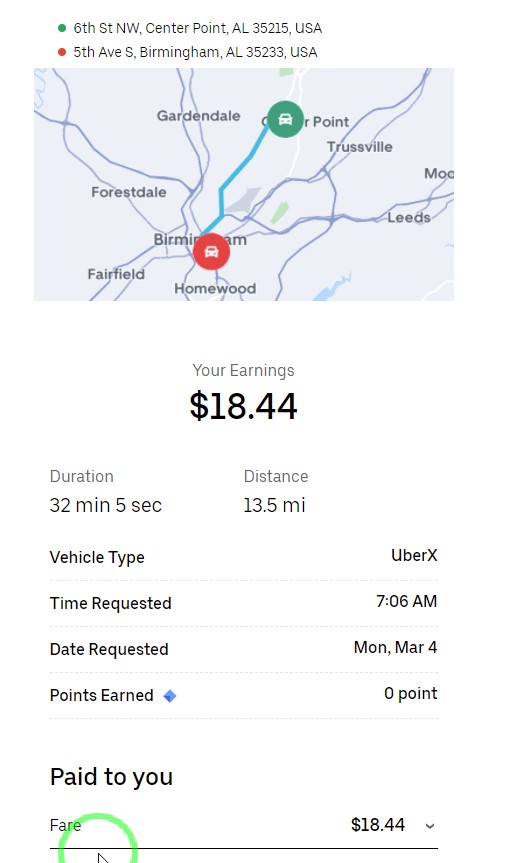 6th St NW, Center Point, AL 35215, USA
5th Ave S, Birmingham, AL 35233, USA
Gardendale
r Point
Trussville
Moo
Forestdale
Leeds
Birmin am
Fairfield
Homewood
Your Earnings
$18.44
Duration Distance
32 min 5 sec 13.5 mi
Vehicle Type UberX
Time Requested 7:06 AM
Date Requested Mon, Mar 4
Points Earned 0 point
Paid to you
Fare $18.44